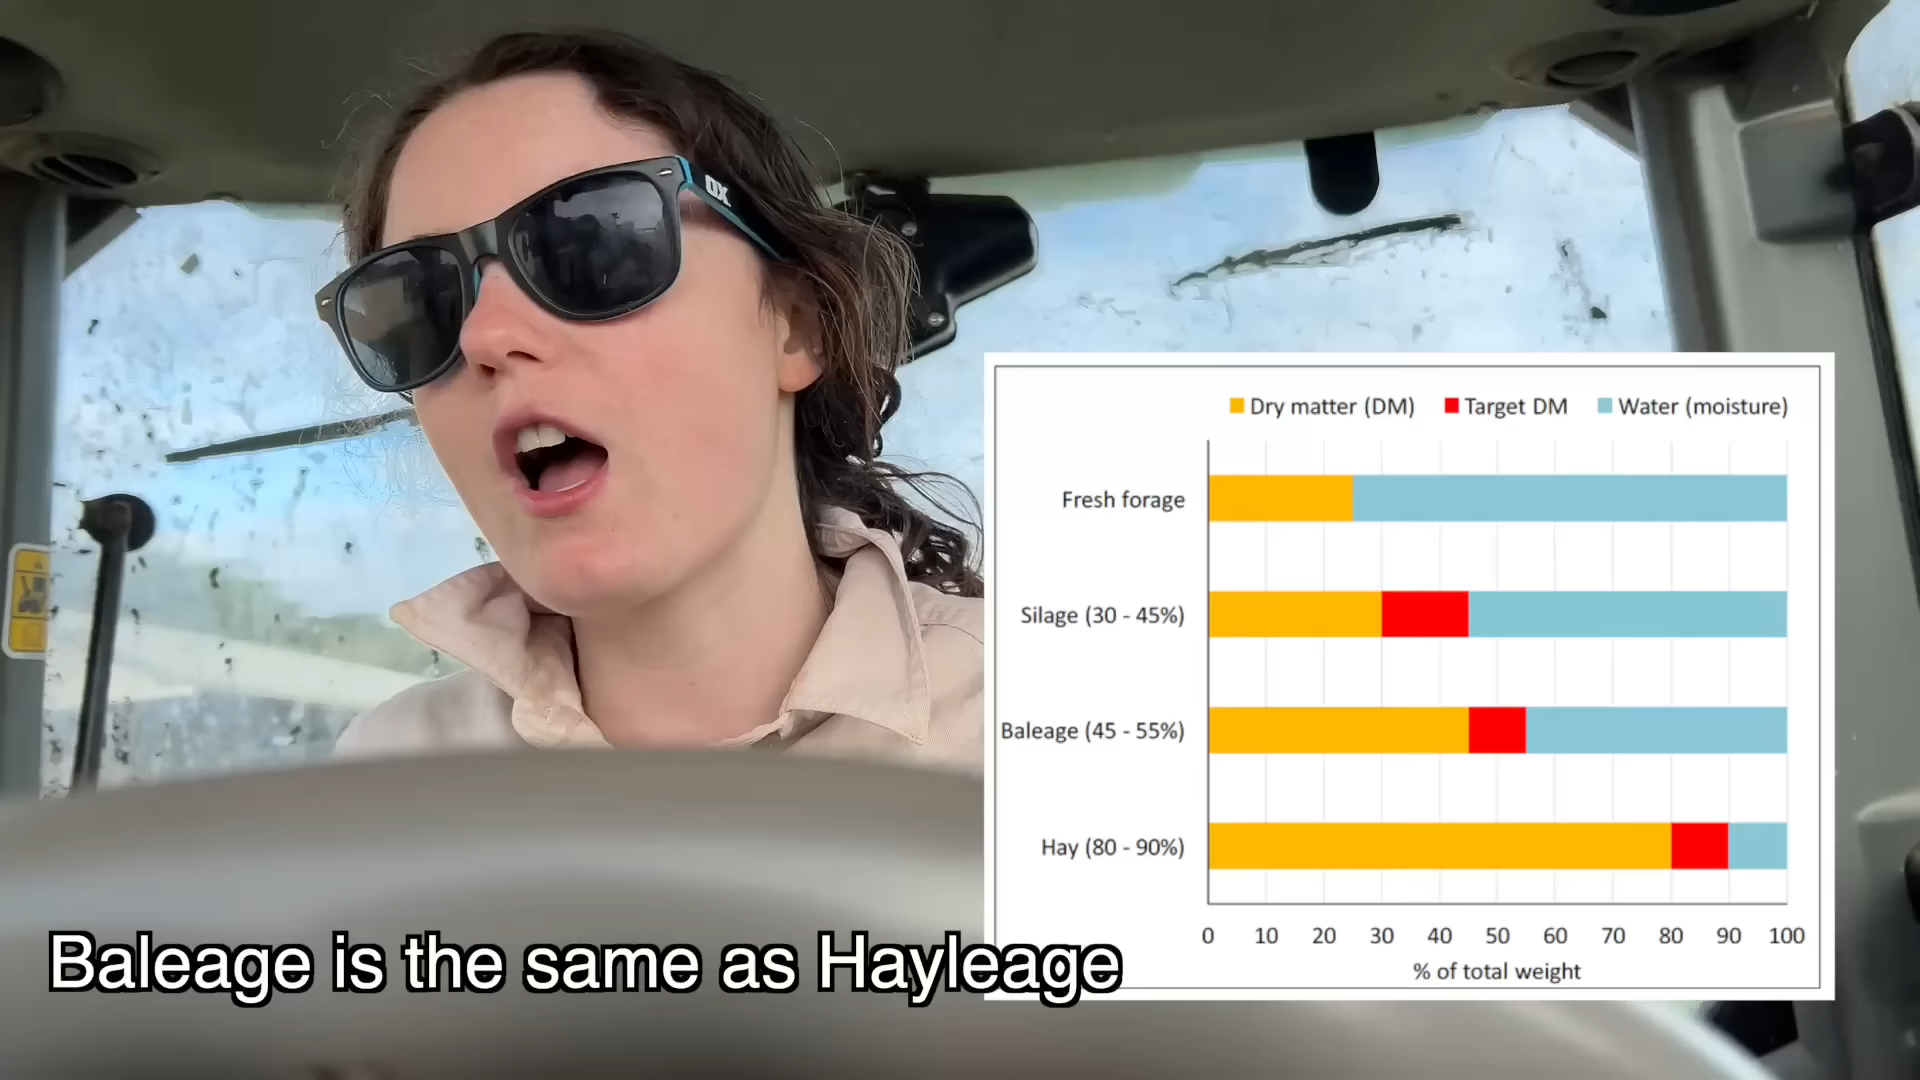 OX
Dry matter (DM) Target DM Water (moisture)
Fresh forage
Silage (30 - 45%)
Baleage (45 - 55%)
Hay (80 - 90%)
0 10 20 30 40 50 60 70 80 90 100
% of total weight
Baleage is the same as Hayleage